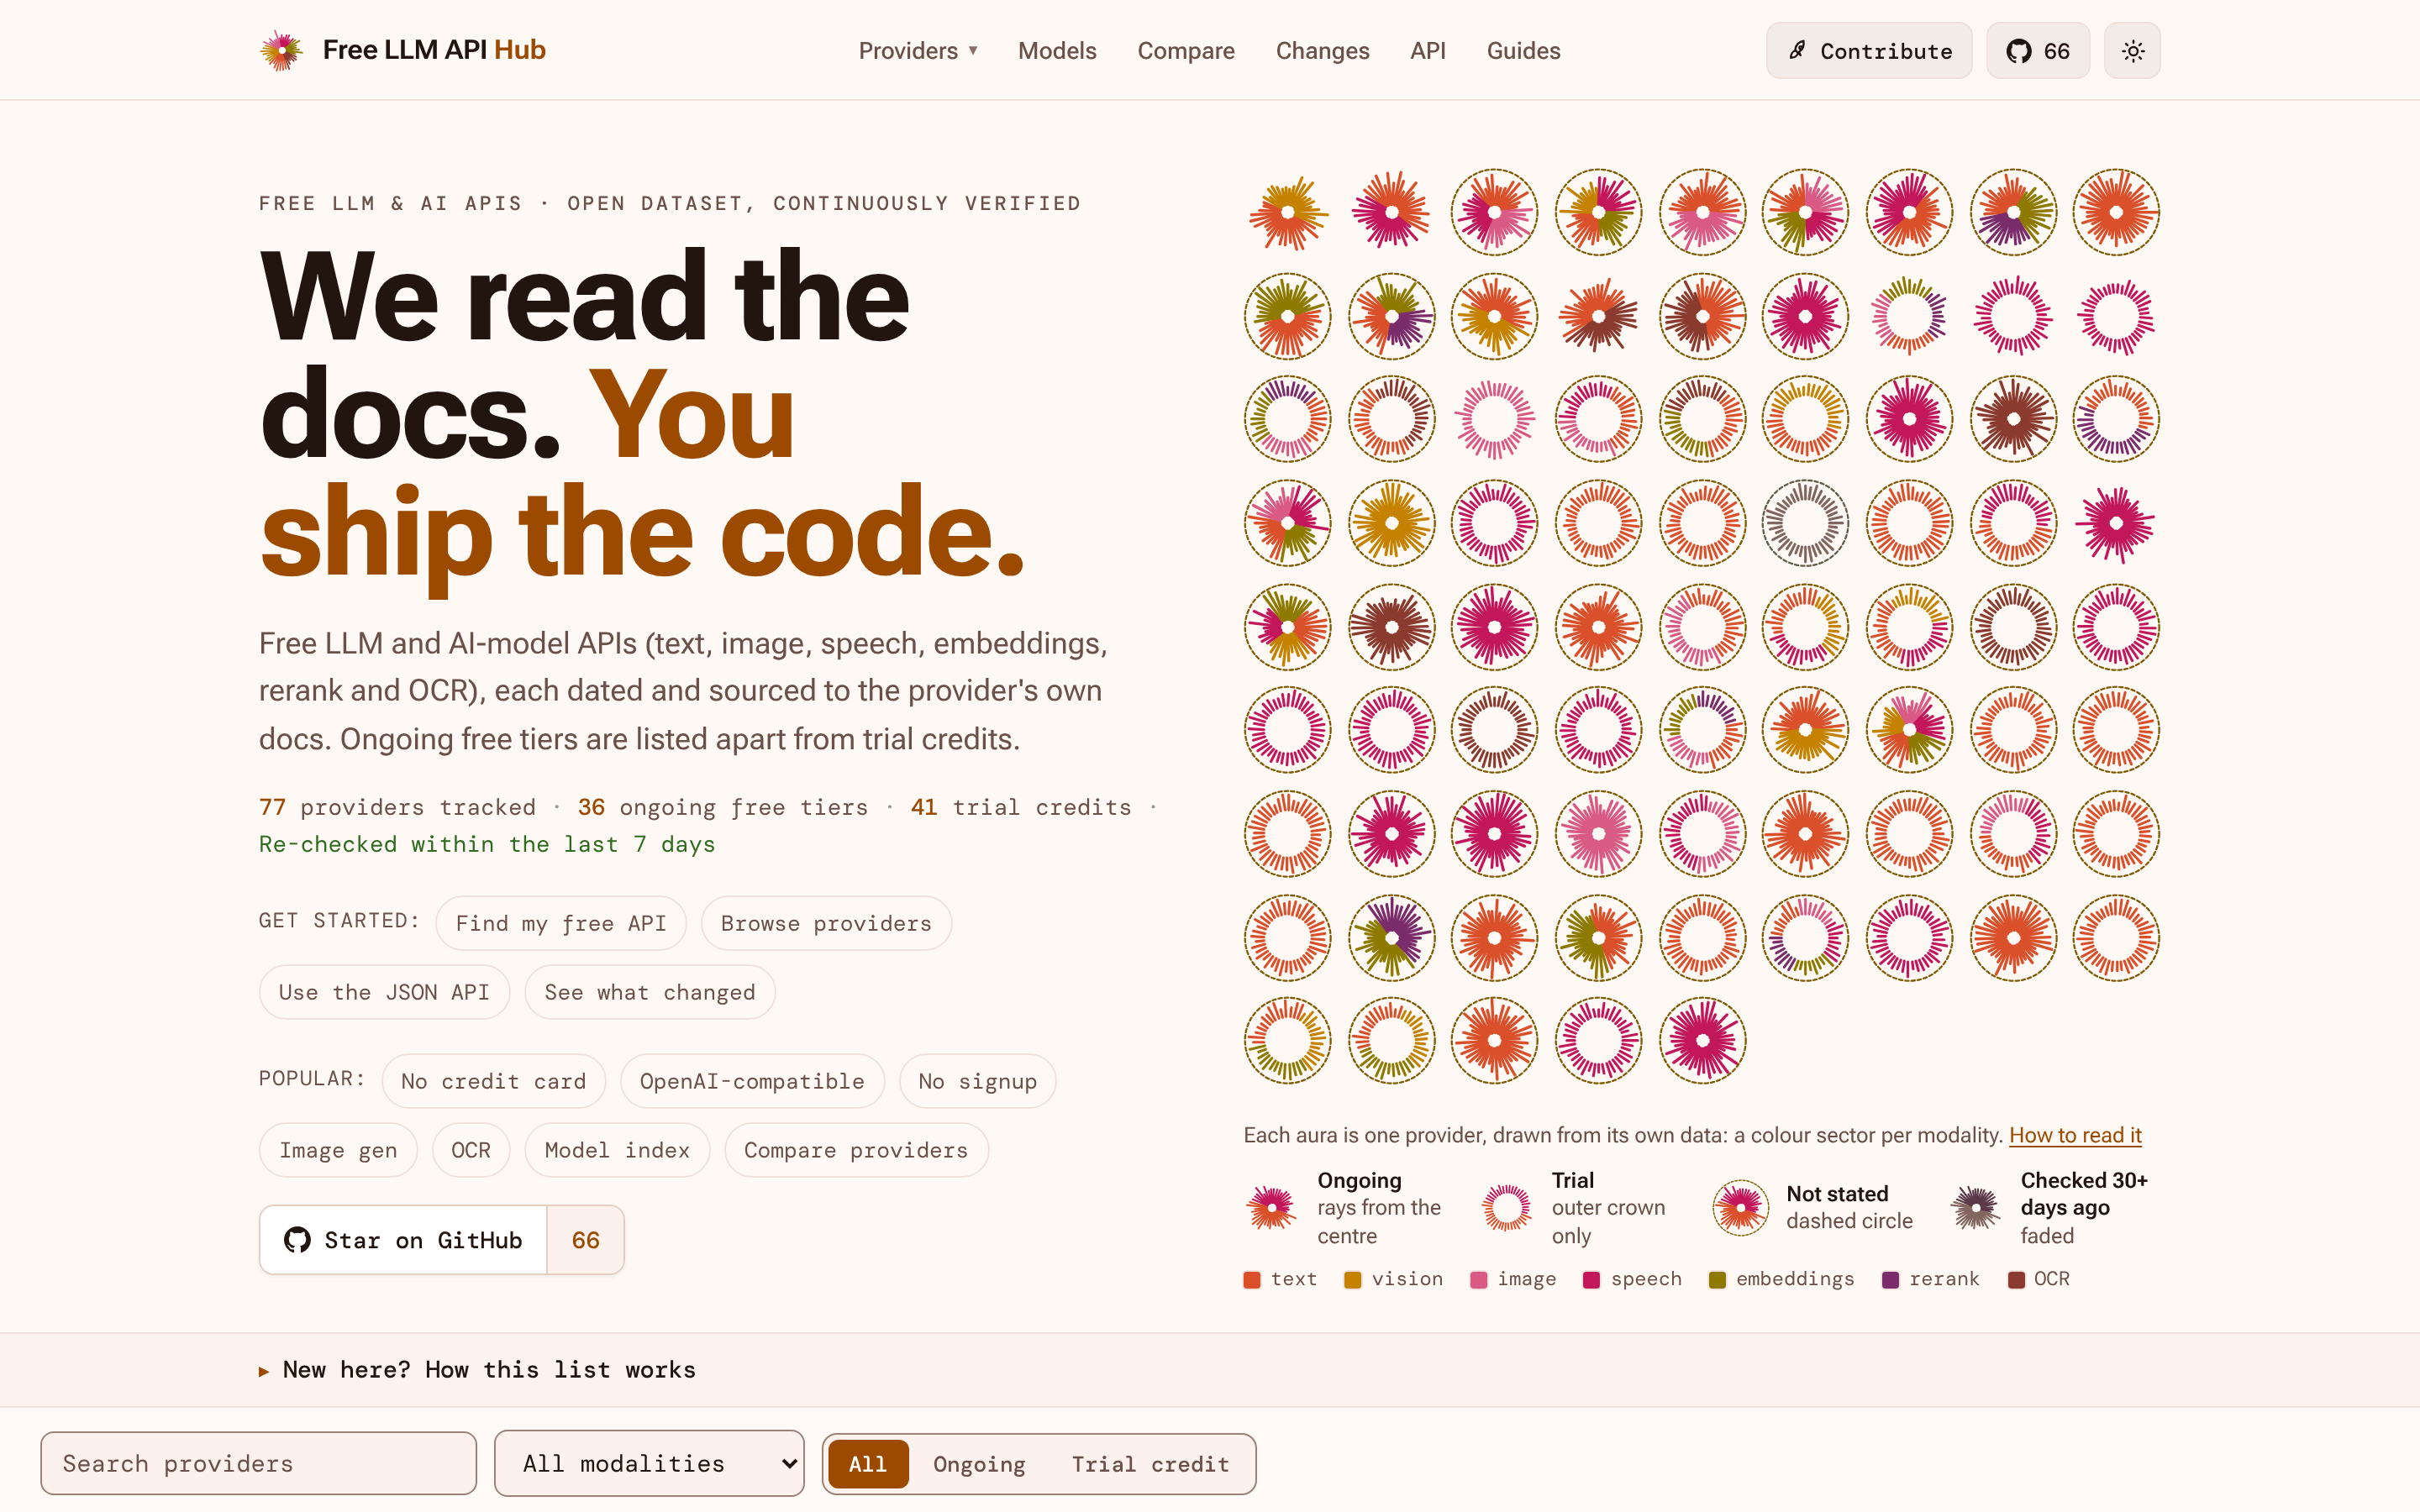 Free LLM API Hub
Providers ▾
Models
Compare
Changes
API
Guides
Contribute
66
FREE LLM & AI APIS · OPEN DATASET, CONTINUOUSLY VERIFIED
We read the
docs. You
ship the code.
Free LLM and AI-model APIs (text, image, speech, embeddings,
rerank and OCR), each dated and sourced to the provider's own
docs. Ongoing free tiers are listed apart from trial credits.
77 providers tracked · 36 ongoing free tiers · 41 trial credits ·
Re-checked within the last 7 days
GET STARTED: Find my free API Browse providers
Use the JSON API See what changed
POPULAR: No credit card OpenAI-compatible No signup
Image gen OCR Model index Compare providers
Star on GitHub 66
Each aura is one provider, drawn from its own data: a colour sector per modality. How to read it
Ongoing
rays from the
centre
Trial
outer crown
only
Not stated
dashed circle
Checked 30+
days ago
faded
text vision image speech embeddings rerank OCR
▸ New here? How this list works
Search providers
All modalities
All Ongoing Trial credit